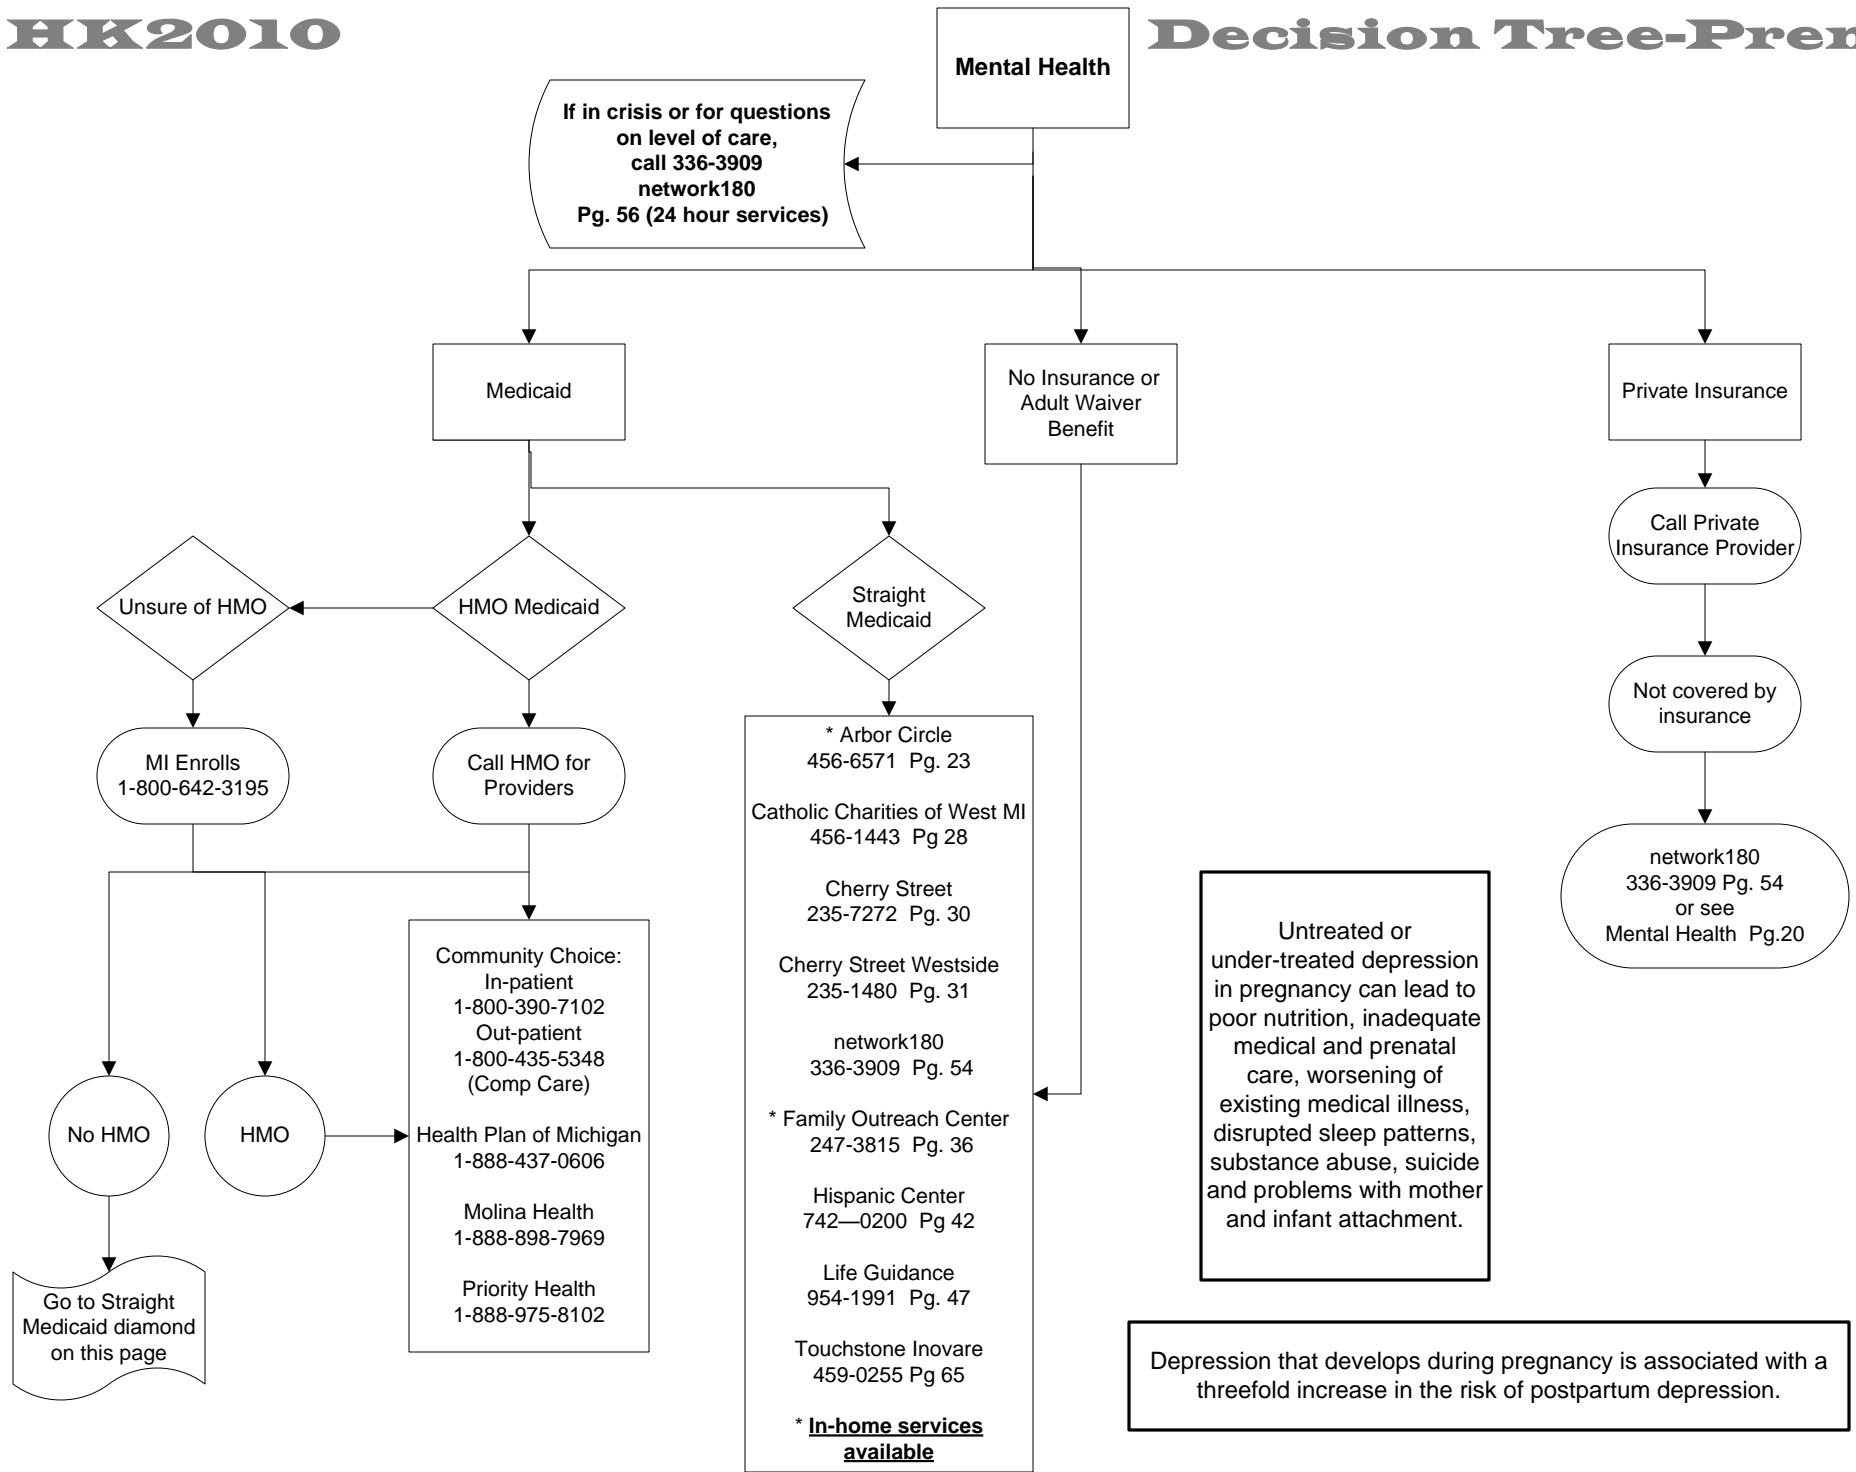 HK2010
Decision Tree-Pren
Mental Health
If in crisis or for questions
on level of care,
call 336-3909
network180
Pg. 56 (24 hour services)
Medicaid
No Insurance or
Adult Waiver
Benefit
Private Insurance
Call Private
Insurance Provider
Not covered by
insurance
network180
336-3909 Pg. 54
or see
Mental Health Pg.20
Unsure of HMO
HMO Medicaid
Straight
Medicaid
MI Enrolls
1-800-642-3195
Call HMO for
Providers
No HMO
HMO
Go to Straight
Medicaid diamond
on this page
Community Choice:
In-patient
1-800-390-7102
Out-patient
1-800-435-5348
(Comp Care)
Health Plan of Michigan
1-888-437-0606
Molina Health
1-888-898-7969
Priority Health
1-888-975-8102
* Arbor Circle
456-6571 Pg. 23
Catholic Charities of West MI
456-1443 Pg 28
Cherry Street
235-7272 Pg. 30
Cherry Street Westside
235-1480 Pg. 31
network180
336-3909 Pg. 54
* Family Outreach Center
247-3815 Pg. 36
Hispanic Center
742—0200 Pg 42
Life Guidance
954-1991 Pg. 47
Touchstone Inovare
459-0255 Pg 65
* In-home services
available
Untreated or
under-treated depression
in pregnancy can lead to
poor nutrition, inadequate
medical and prenatal
care, worsening of
existing medical illness,
disrupted sleep patterns,
substance abuse, suicide
and problems with mother
and infant attachment.
Depression that develops during pregnancy is associated with a
threefold increase in the risk of postpartum depression.